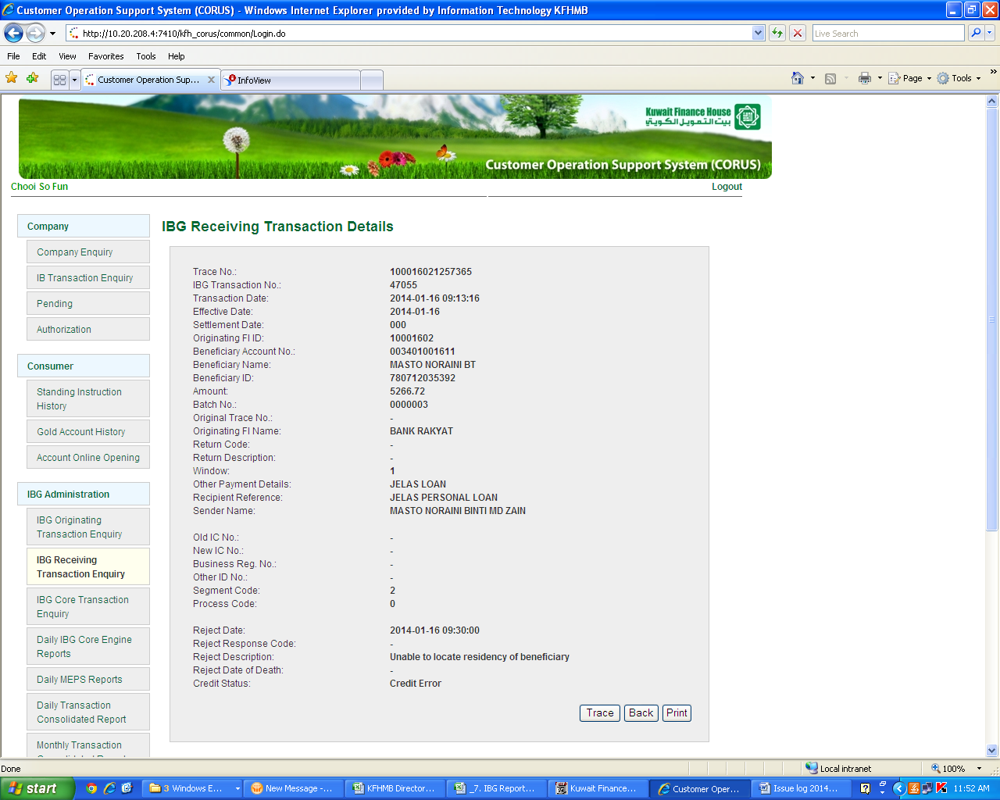 Customer Operation Support System (CORUS) - Windows Internet Explorer provided by Information Technology KFHMB
http://10.20.208.4:7410/kfh_corus/common/Login.do
Live Search
File Edit View Favorites Tools Help
Customer Operation Sup... InfoView
Page Tools
Kuwait Finance House
بيت التمويل الكويتي
Customer Operation Support System (CORUS)
Chooi So Fun Logout
Company
Company Enquiry
IB Transaction Enquiry
Pending
Authorization
Consumer
Standing Instruction
History
Gold Account History
Account Online Opening
IBG Administration
IBG Originating
Transaction Enquiry
IBG Receiving
Transaction Enquiry
IBG Core Transaction
Enquiry
Daily IBG Core Engine
Reports
Daily MEPS Reports
Daily Transaction
Consolidated Report
Monthly Transaction
IBG Receiving Transaction Details
Trace No.: 100016021257365
IBG Transaction No.: 47055
Transaction Date: 2014-01-16 09:13:16
Effective Date: 2014-01-16
Settlement Date: 000
Originating FI ID: 10001602
Beneficiary Account No.: 003401001611
Beneficiary Name: MASTO NORAINI BT
Beneficiary ID: 780712035392
Amount: 5266.72
Batch No.: 0000003
Original Trace No.: -
Originating FI Name: BANK RAKYAT
Return Code: -
Return Description: -
Window: 1
Other Payment Details: JELAS LOAN
Recipient Reference: JELAS PERSONAL LOAN
Sender Name: MASTO NORAINI BINTI MD ZAIN
Old IC No.: -
New IC No.: -
Business Reg. No.: -
Other ID No.: -
Segment Code: 2
Process Code: 0
Reject Date: 2014-01-16 09:30:00
Reject Response Code: -
Reject Description: Unable to locate residency of beneficiary
Reject Date of Death: -
Credit Status: Credit Error
Trace Back Print
Done Local intranet 100%
start 3 Windows E... New Message -... KFHMB Director... _7. IBG Report... Kuwait Finance... Customer Oper... Issue log 2014... 11:52 AM